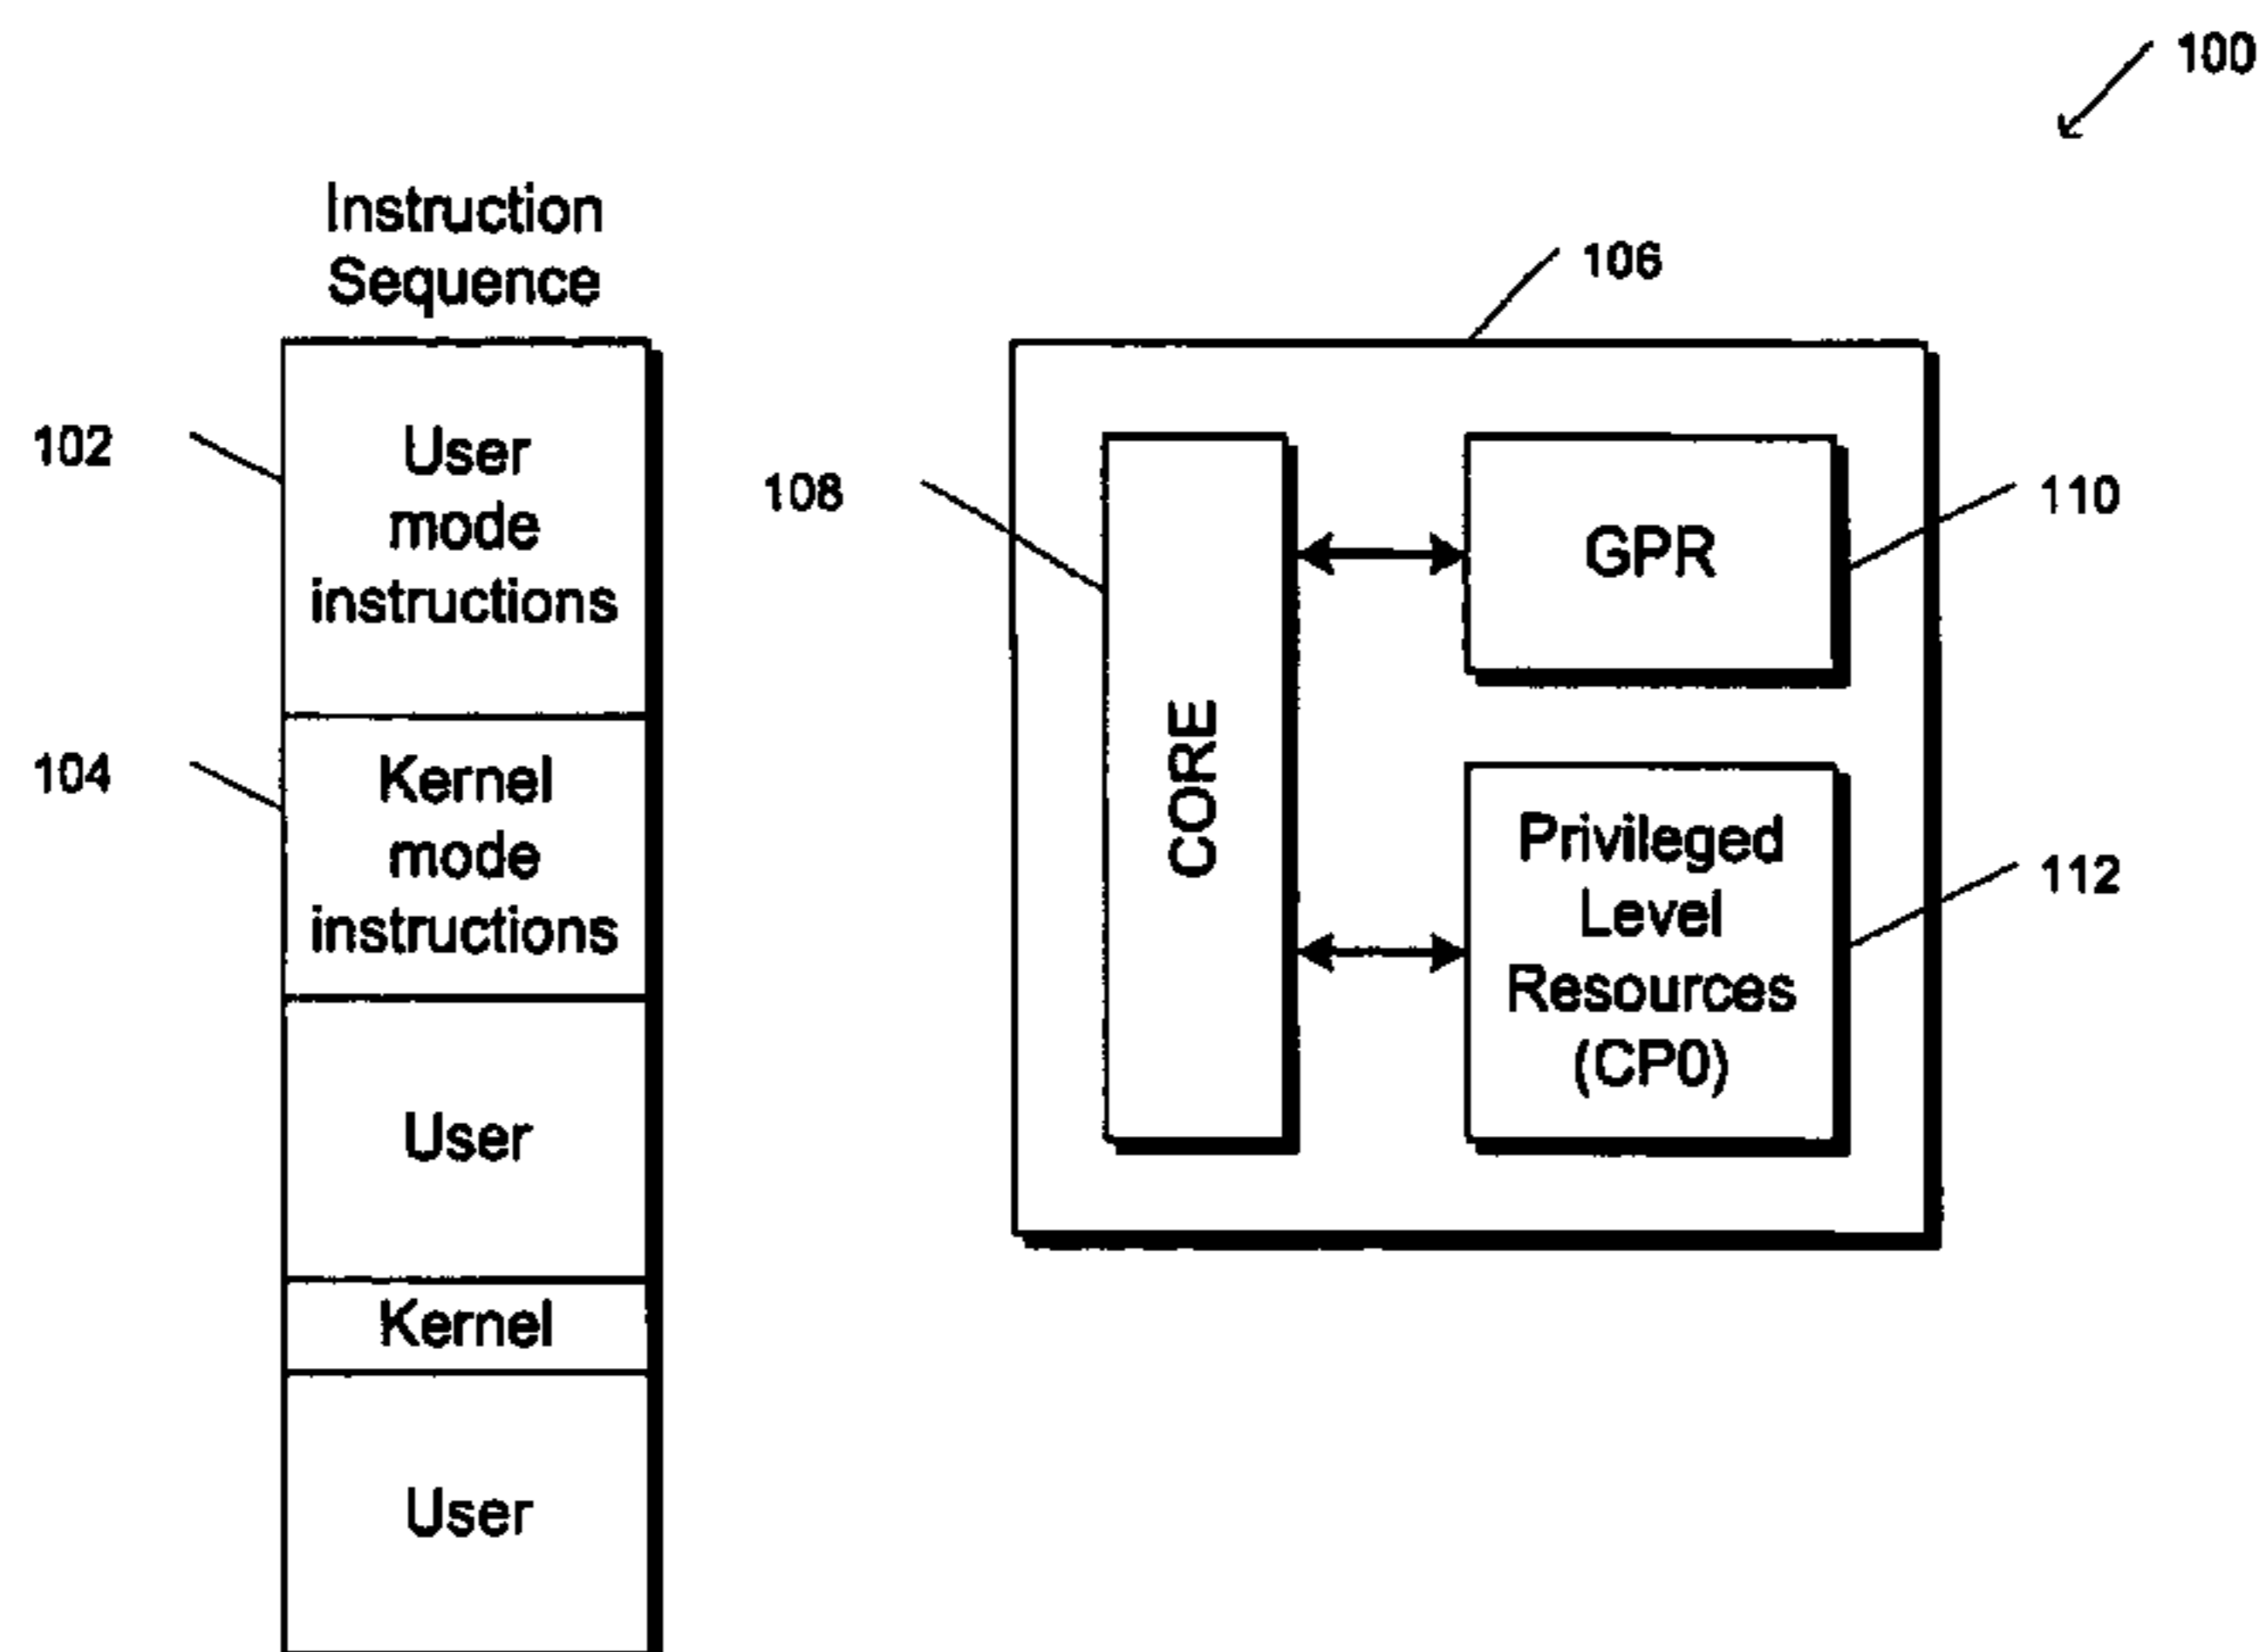 100
Instruction
Sequence
106
102
User
mode
instructions
108
CORE
GPR
110
104
Kernel
mode
instructions
Privileged
Level
Resources
(CP0)
112
User
Kernel
User